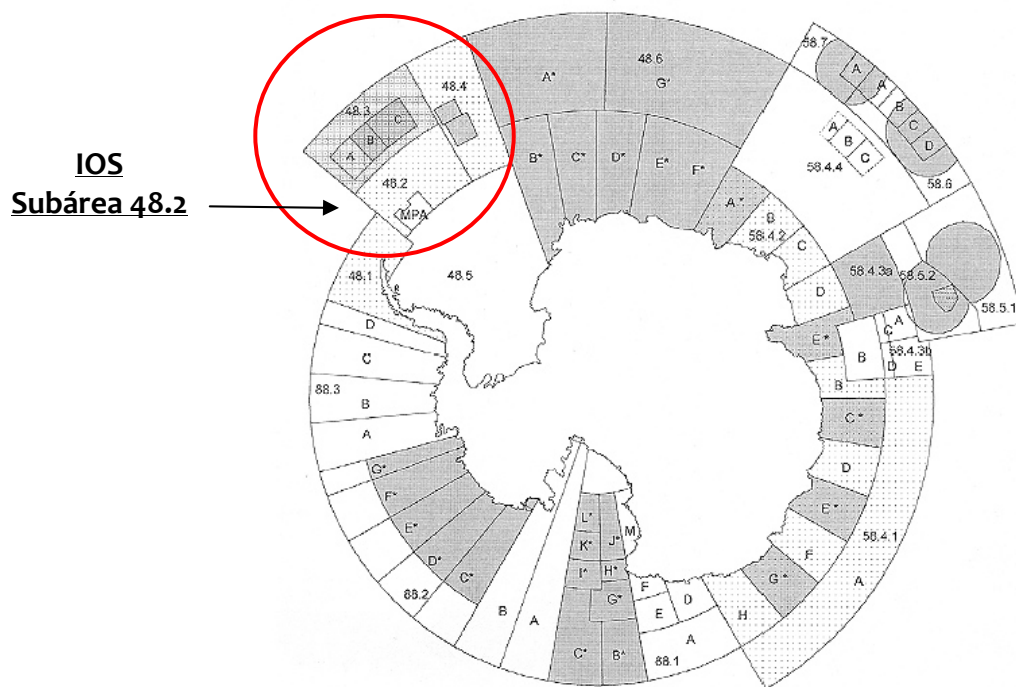 48.6
A*
G*
58.7
A
A
B
C
D
58.6
48.4
48.3
C
B
A
A
B
C
58.4.4
B*
C*
D*
E*
F*
IOS
Subárea 48.2
48.2
MPA
A*
B
58.4.2
C
D
58.4.3a
58.5.2
58.5.1
48.1
48.5
D
C
88.3
B
A
E*
A
C
58.4.3b
B
D
E
B
C*
D
E*
F
G*
H
58.4.1
A
G*
F*
E*
D*
C*
88.2
B
A
L*
K*
J*
M
I*
H*
G*
C*
B*
F
D
E
A
88.1